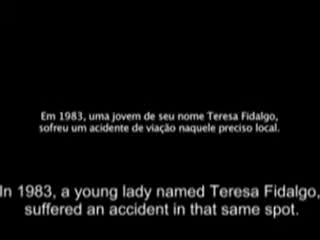 Em 1983, uma jovem de seu nome Teresa Fidalgo,
sofreu um acidente de viação naquele preciso local.
In 1983, a young lady named Teresa Fidalgo,
suffered an accident in that same spot.